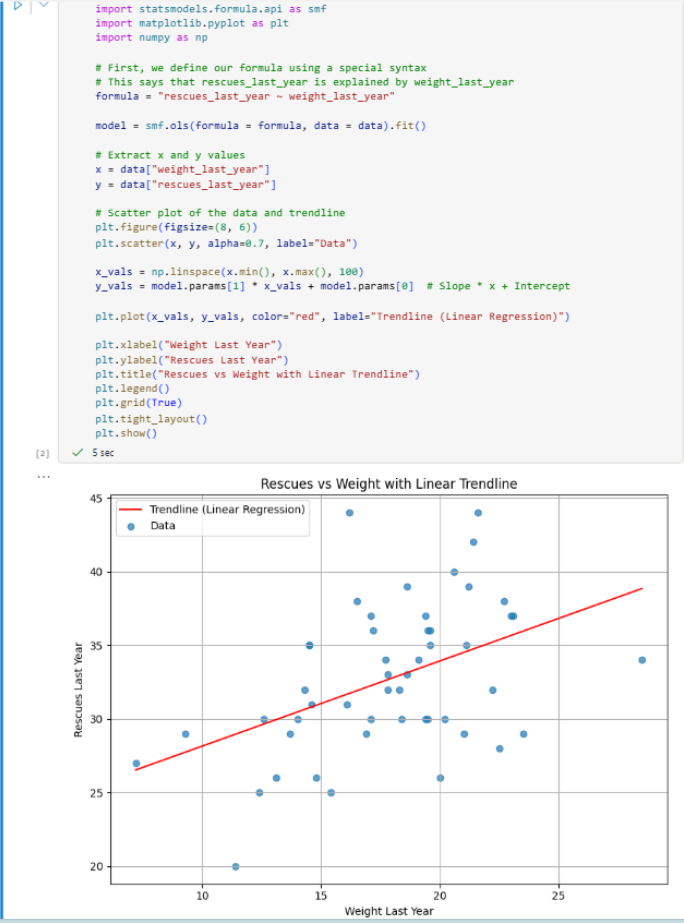 import statsmodels.formula.api as smf
import matplotlib.pyplot as plt
import numpy as np
# First, we define our formula using a special syntax
# This says that rescues_last_year is explained by weight_last_year
formula = "rescues_last_year ~ weight_last_year"
model = smf.ols(formula = formula, data = data).fit()
# Extract x and y values
x = data["weight_last_year"]
y = data["rescues_last_year"]
# Scatter plot of the data and trendline
plt.figure(figsize=(8, 6))
plt.scatter(x, y, alpha=0.7, label="Data")
x_vals = np.linspace(x.min(), x.max(), 100)
y_vals = model.params[1] * x_vals + model.params[0]  # Slope * x + Intercept
plt.plot(x_vals, y_vals, color="red", label="Trendline (Linear Regression)")
plt.xlabel("Weight Last Year")
plt.ylabel("Rescues Last Year")
plt.title("Rescues vs Weight with Linear Trendline")
plt.legend()
plt.grid(True)
plt.tight_layout()
plt.show()
[2] 5 sec
...
Rescues vs Weight with Linear Trendline
Trendline (Linear Regression)
Data
45
40
35
30
25
20
Rescues Last Year
10 15 20 25
Weight Last Year